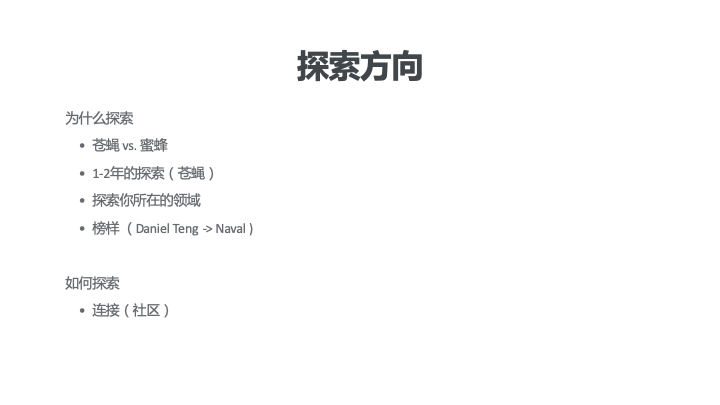 探索方向
为什么探索
• 苍蝇 vs. 蜜蜂
• 1-2年的探索（苍蝇）
• 探索你所在的领域
• 榜样 （Daniel Teng -> Naval）
如何探索
• 连接（社区）